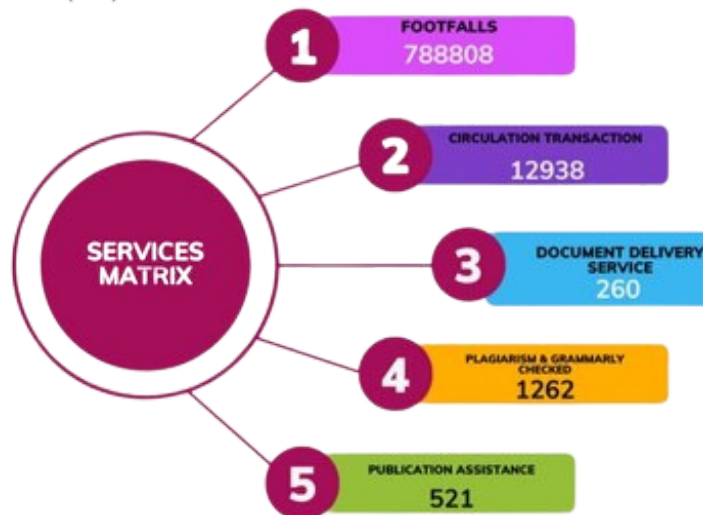 1
FOOTFALLS
788808
2
CIRCULATION TRANSACTION
12938
SERVICES
MATRIX
3
DOCUMENT DELIVERY
SERVICE
260
4
PLAGIARISM & GRAMMARLY
CHECKED
1262
5
PUBLICATION ASSISTANCE
521